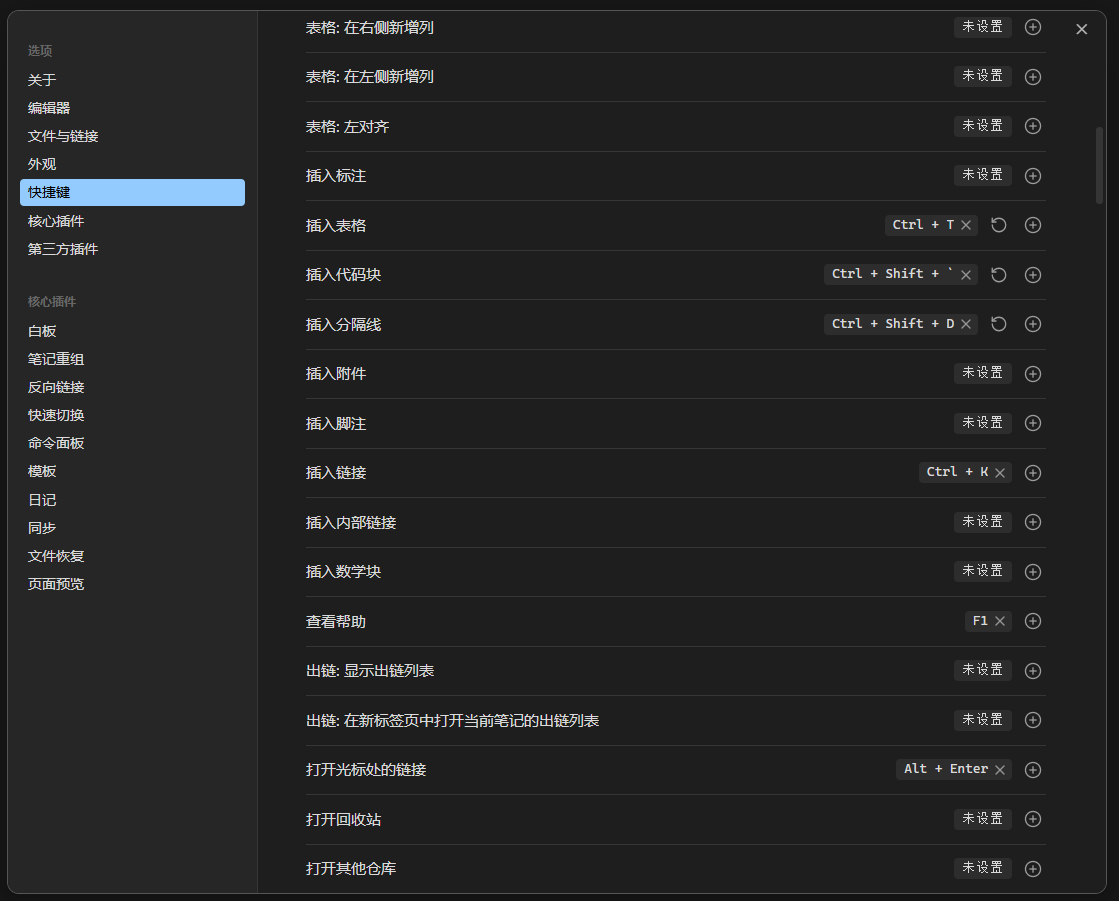 选项
关于
编辑器
文件与链接
外观
快捷键
核心插件
第三方插件
核心插件
白板
笔记重组
反向链接
快速切换
命令面板
模板
日记
同步
文件恢复
页面预览
表格: 在右侧新增列 未设置
表格: 在左侧新增列 未设置
表格: 左对齐 未设置
插入标注 未设置
插入表格 Ctrl + T
插入代码块 Ctrl + Shift + `
插入分隔线 Ctrl + Shift + D
插入附件 未设置
插入脚注 未设置
插入链接 Ctrl + K
插入内部链接 未设置
插入数学块 未设置
查看帮助 F1
出链: 显示出链列表 未设置
出链: 在新标签页中打开当前笔记的出链列表 未设置
打开光标处的链接 Alt + Enter
打开回收站 未设置
打开其他仓库 未设置